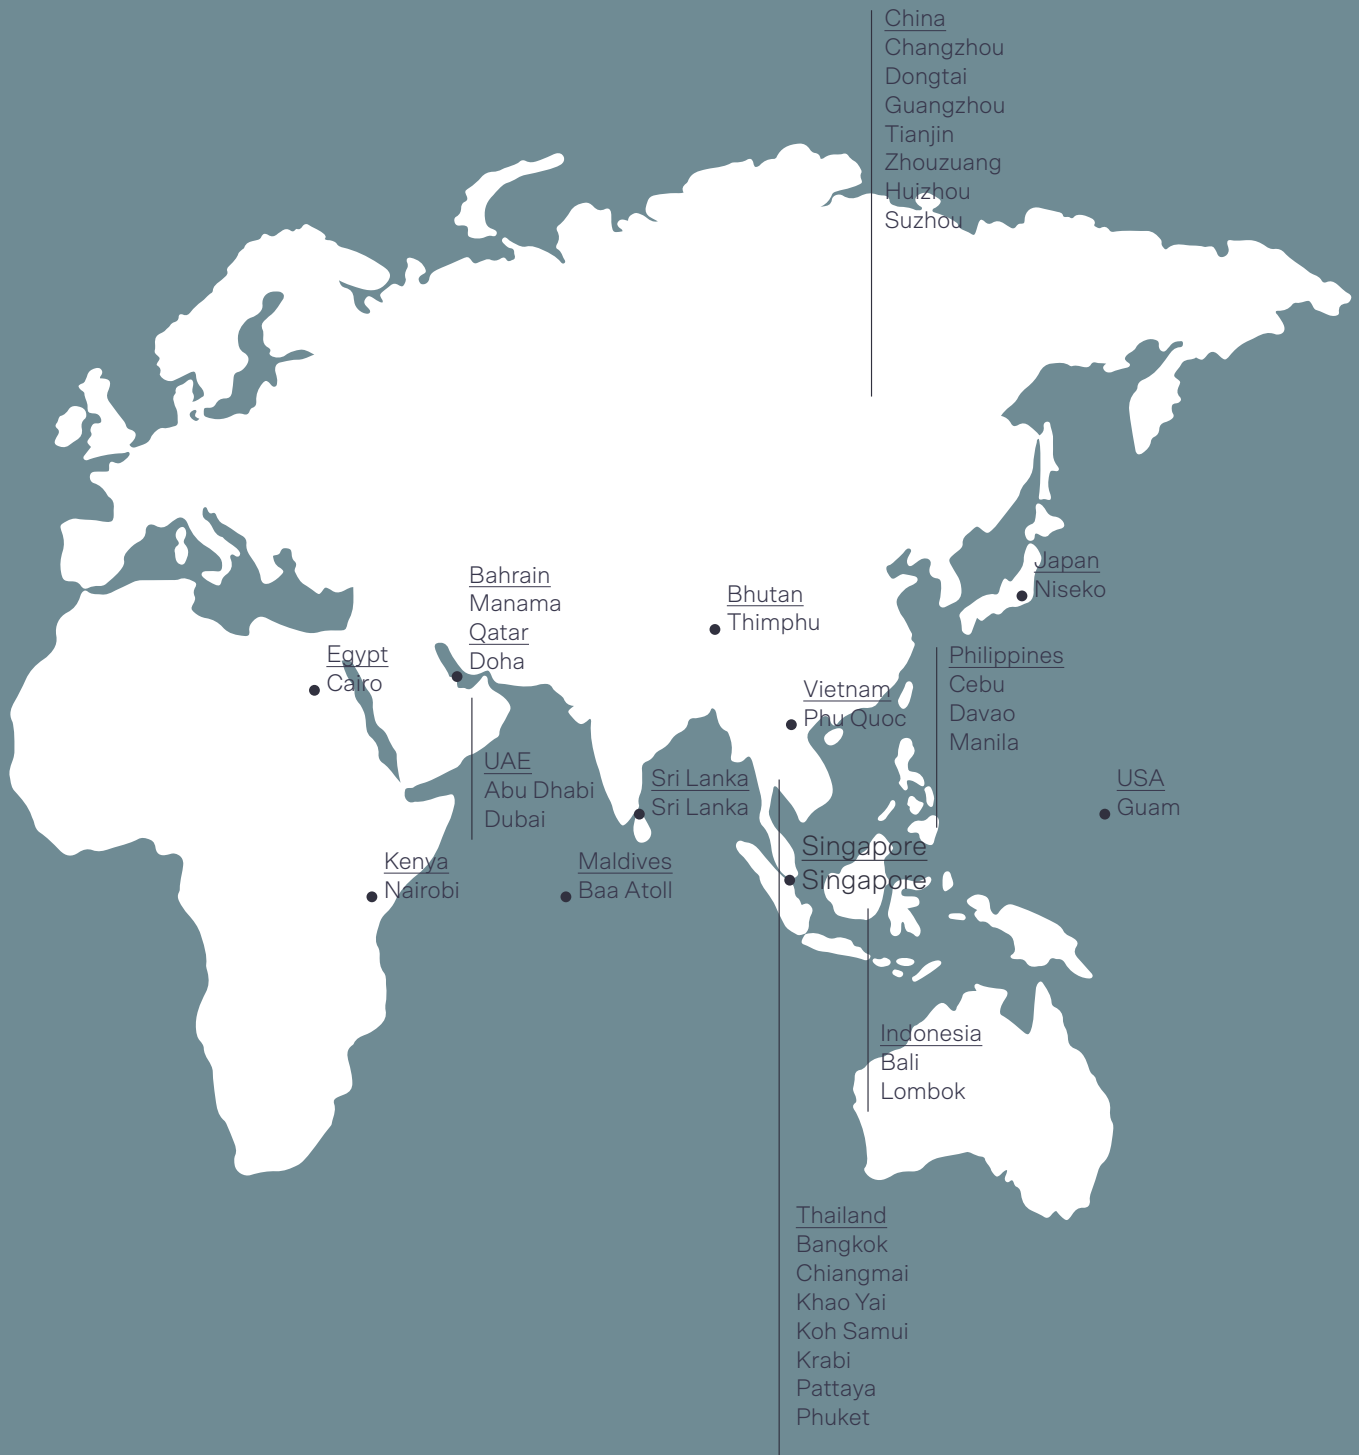 China
Changzhou
Dongtai
Guangzhou
Tianjin
Zhouzuang
Huizhou
Suzhou
Japan
Niseko
Bahrain
Manama
Qatar
Doha
Bhutan
Thimphu
Egypt
Cairo
Philippines
Cebu
Davao
Manila
Vietnam
Phu Quoc
UAE
Abu Dhabi
Dubai
Sri Lanka
Sri Lanka
USA
Guam
Singapore
Singapore
Kenya
Nairobi
Maldives
Baa Atoll
Indonesia
Bali
Lombok
Thailand
Bangkok
Chiangmai
Khao Yai
Koh Samui
Krabi
Pattaya
Phuket